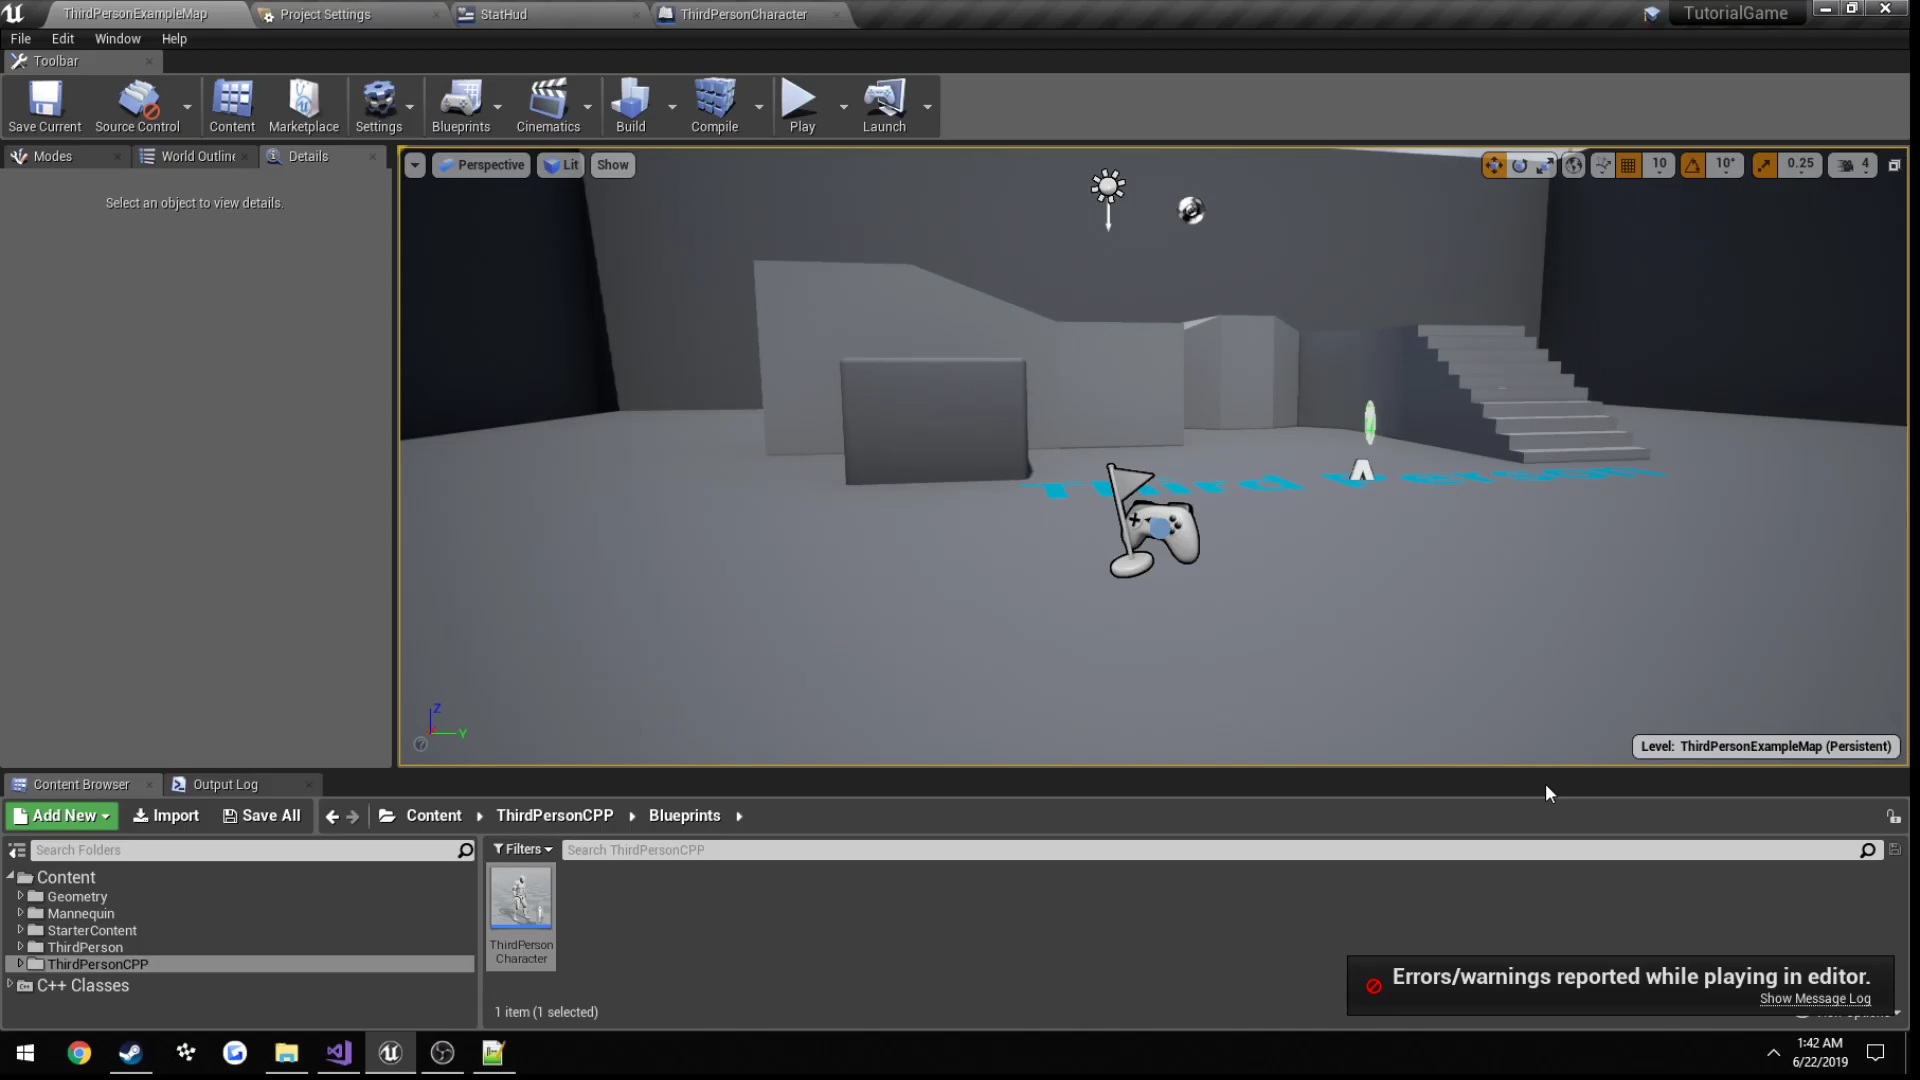 ThirdPersonExampleMap
Project Settings
StatHud
ThirdPersonCharacter
TutorialGame
File Edit Window Help
Toolbar
Save Current
Source Control
Content
Marketplace
Settings
Blueprints
Cinematics
Build
Compile
Play
Launch
Modes
World Outline
Details
Select an object to view details.
Perspective
Lit
Show
10
10°
0.25
4
Z
Y
Level: ThirdPersonExampleMap (Persistent)
Content Browser
Output Log
Add New
Import
Save All
Content
ThirdPersonCPP
Blueprints
Search Folders
Filters
Search ThirdPersonCPP
Content
Geometry
Mannequin
StarterContent
ThirdPerson
ThirdPersonCPP
C++ Classes
ThirdPerson
Character
1 item (1 selected)
Errors/warnings reported while playing in editor.
Show Message Log
1:42 AM
6/22/2019